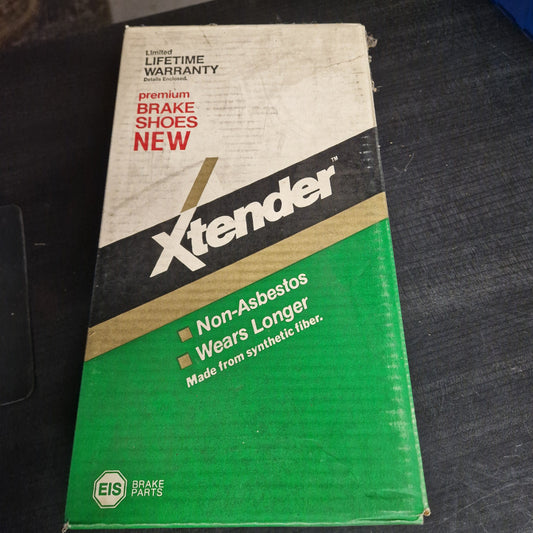 Limited
LIFETIME
WARRANTY
Details Enclosed.
premium
BRAKE
SHOES
NEW
Xtender™
Non-Asbestos
Wears Longer
Made from synthetic fiber.
EIS BRAKE
PARTS